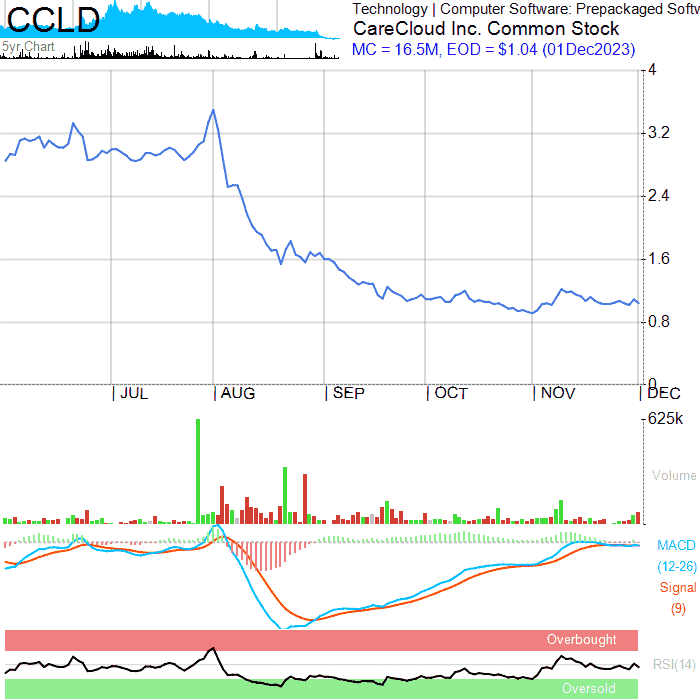 CCLD
5yr Chart
Technology | Computer Software: Prepackaged Softw
CareCloud Inc. Common Stock
MC = 16.5M, EOD = $1.04 (01Dec2023)
4
3.2
2.4
1.6
0.8
0
JUL
AUG
SEP
OCT
NOV
DEC
625k
Volume
MACD
(12-26)
Signal
(9)
Overbought
RSI(14)
Oversold